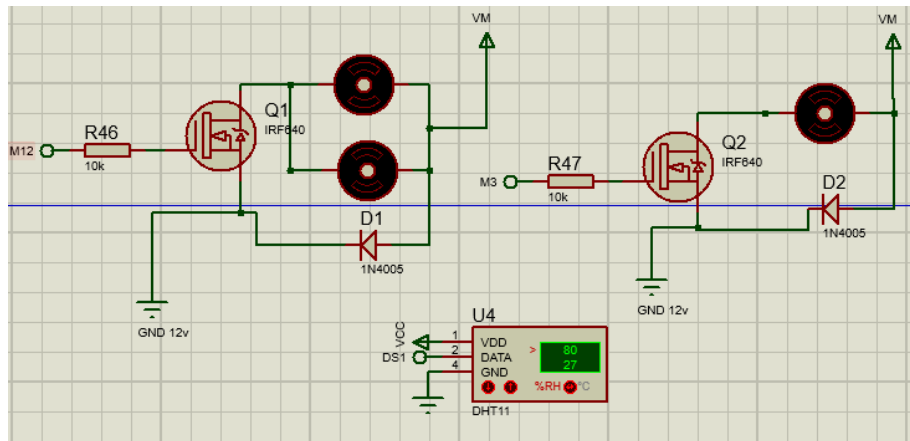 VM
VM
Q1
IRF640
R46
M12
10k
Q2
IRF640
R47
M3
10k
D1
1N4005
D2
1N4005
GND 12v
GND 12v
U4
VCC
1
VDD
>
80
DS1
2
DATA
27
4
GND
%RH
°C
DHT11